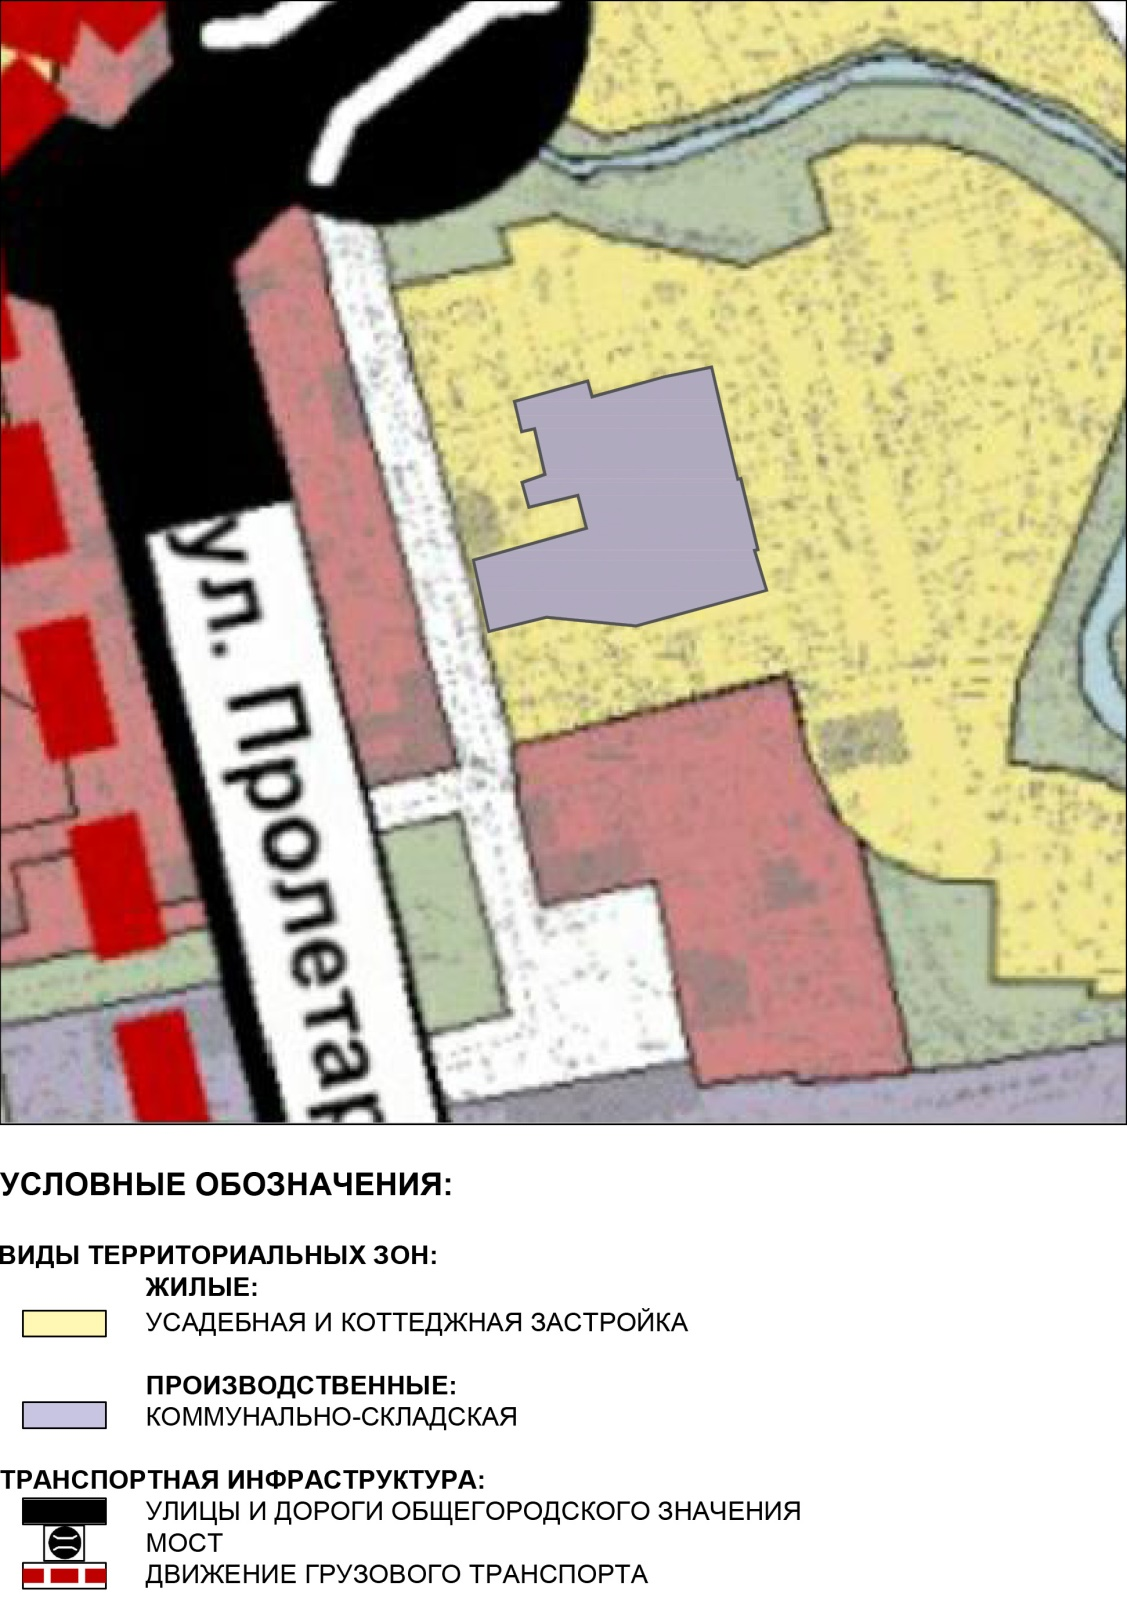 ул. Пролетар
УСЛОВНЫЕ ОБОЗНАЧЕНИЯ:
ВИДЫ ТЕРРИТОРИАЛЬНЫХ ЗОН:
ЖИЛЫЕ:
УСАДЕБНАЯ И КОТТЕДЖНАЯ ЗАСТРОЙКА
ПРОИЗВОДСТВЕННЫЕ:
КОММУНАЛЬНО-СКЛАДСКАЯ
ТРАНСПОРТНАЯ ИНФРАСТРУКТУРА:
УЛИЦЫ И ДОРОГИ ОБЩЕГОРОДСКОГО ЗНАЧЕНИЯ
МОСТ
ДВИЖЕНИЕ ГРУЗОВОГО ТРАНСПОРТА